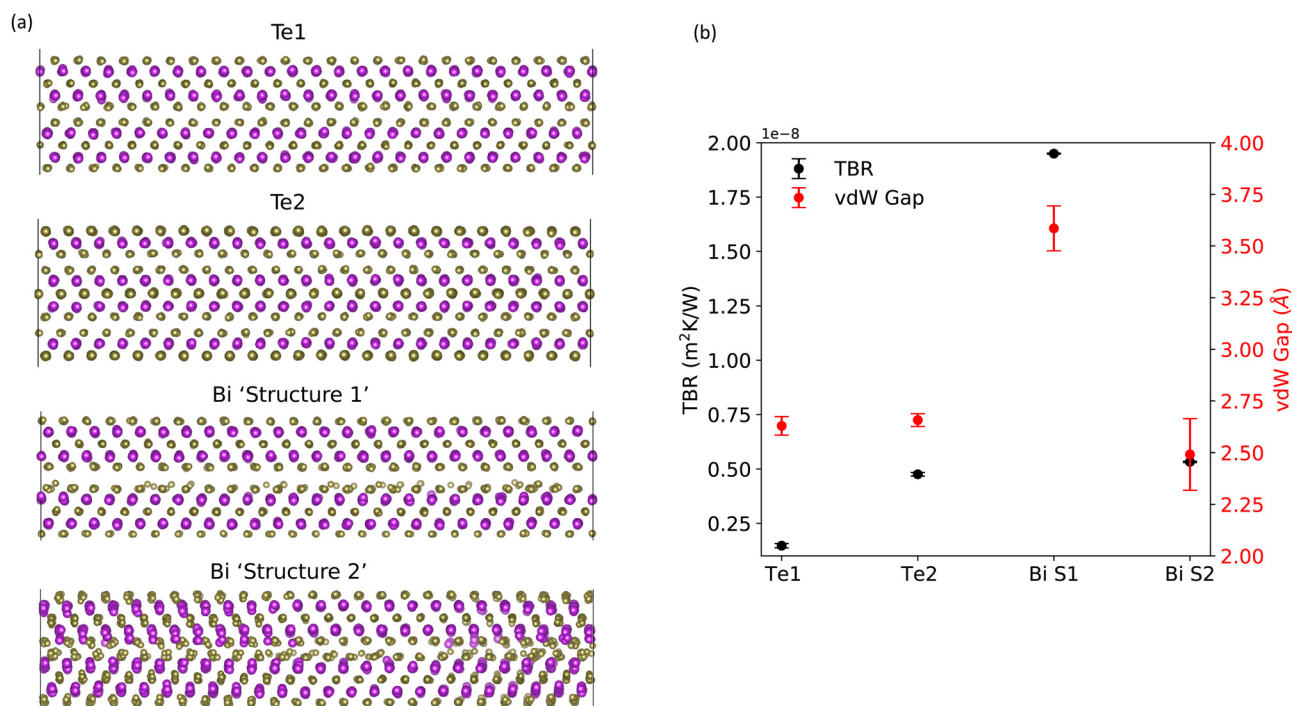 (a)
Te1
Te2
Bi ‘Structure 1’
Bi ‘Structure 2’
(b)
1e−8
2.00
1.75
1.50
1.25
1.00
0.75
0.50
0.25
TBR (m²K/W)
TBR
vdW Gap
4.00
3.75
3.50
3.25
3.00
2.75
2.50
2.25
2.00
vdW Gap (Å)
Te1 Te2 Bi S1 Bi S2